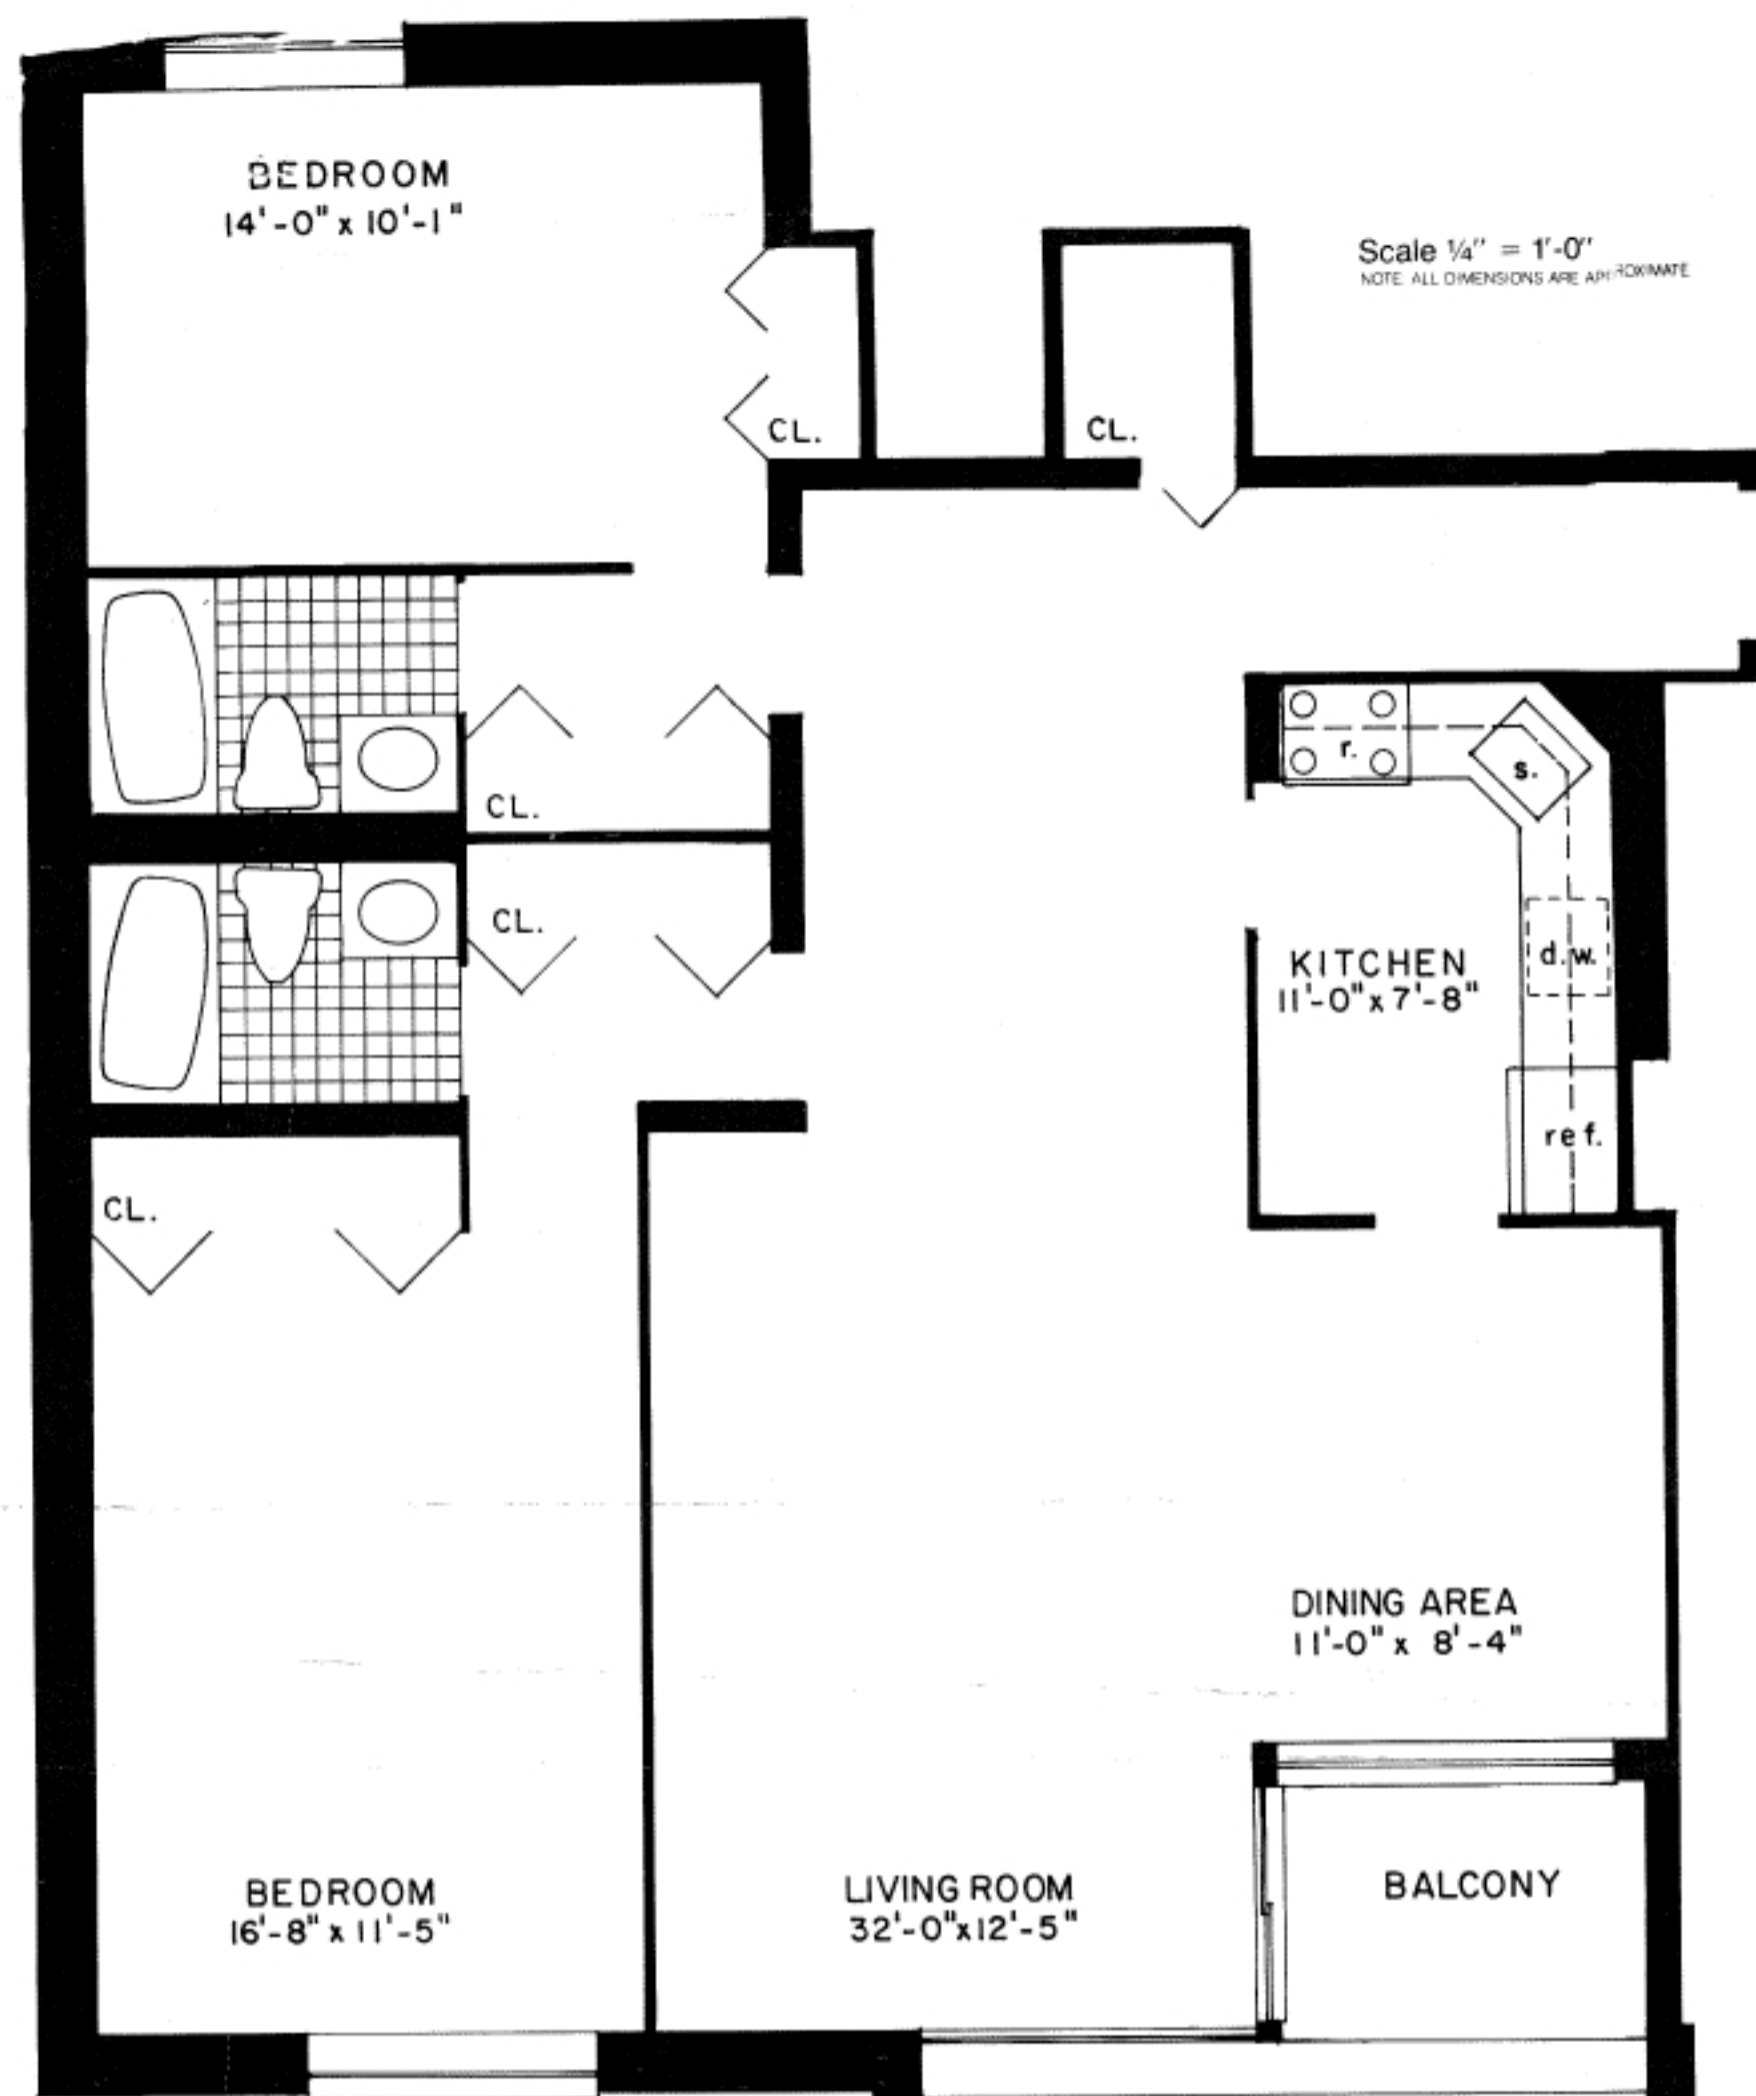 BEDROOM
14'-0" x 10'-1"
Scale ¼" = 1'-0"
NOTE: ALL DIMENSIONS ARE APPROXIMATE
CL.
CL.
r.
s.
CL.
CL.
d.w.
KITCHEN
11'-0" x 7'-8"
ref.
CL.
DINING AREA
11'-0" x 8'-4"
BEDROOM
16'-8" x 11'-5"
LIVING ROOM
32'-0" x 12'-5"
BALCONY